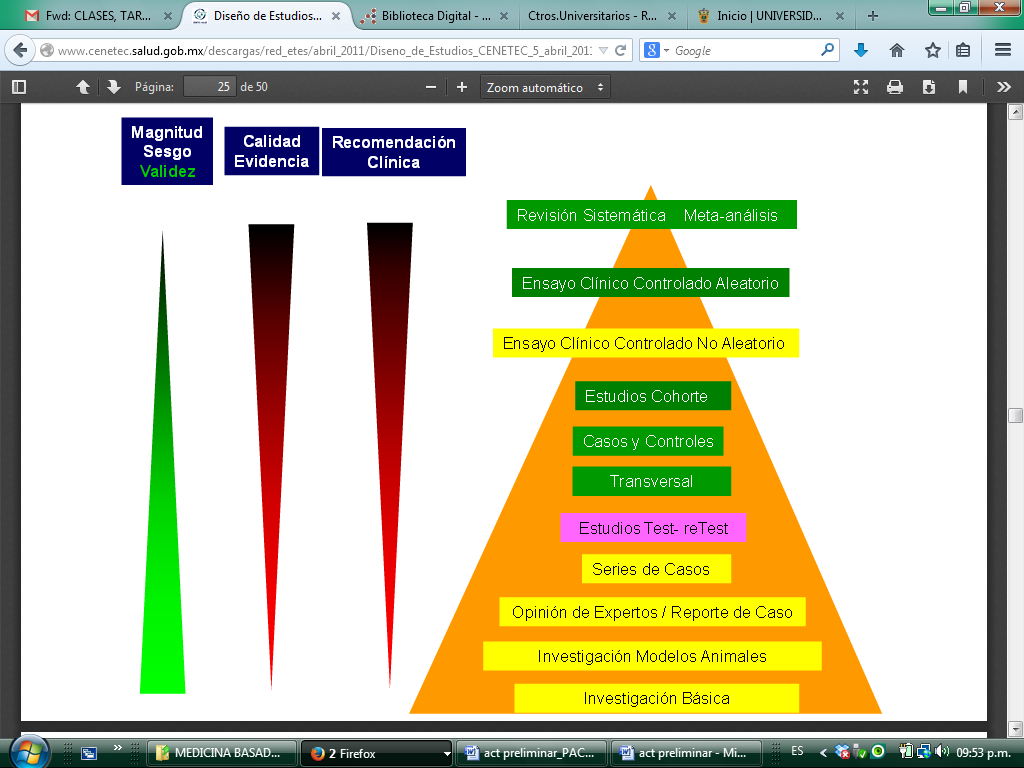 Fwd: CLASES, TAR...
Diseño de Estudios...
Biblioteca Digital - ...
Ctros.Universitarios - R...
Inicio | UNIVERSID...
www.cenetec.salud.gob.mx/descargas/red_etes/abril_2011/Diseno_de_Estudios_CENETEC_5_abril_201
Google
Página: 25 de 50
Zoom automático
Magnitud
Sesgo
Validez
Calidad
Evidencia
Recomendación
Clínica
Revisión Sistemática Meta-análisis
Ensayo Clínico Controlado Aleatorio
Ensayo Clínico Controlado No Aleatorio
Estudios Cohorte
Casos y Controles
Transversal
Estudios Test- reTest
Series de Casos
Opinión de Expertos / Reporte de Caso
Investigación Modelos Animales
Investigación Básica
MEDICINA BASAD...
2 Firefox
act preliminar_PAC...
act preliminar - Mi...
ES
09:53 p.m.